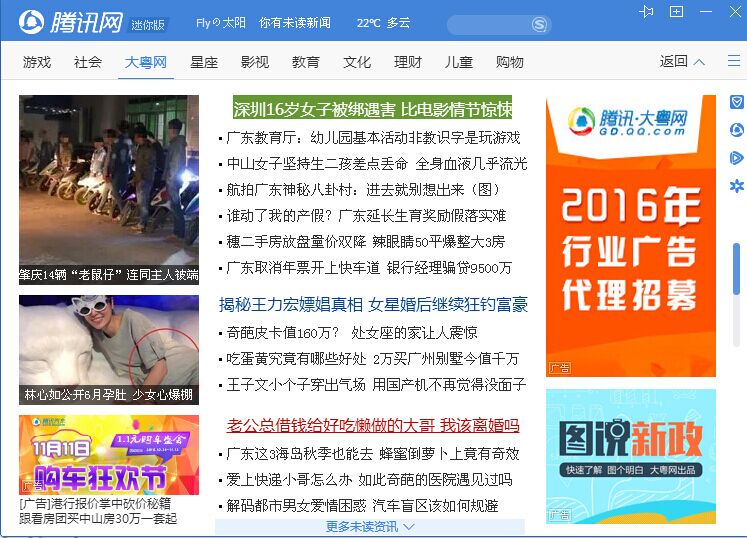 腾讯网 迷你版 Fly의太阳 你有未读新闻 22℃ 多云
游戏 社会 大粤网 星座 影视 教育 文化 理财 儿童 购物 返回
肇庆14辆“老鼠仔”连同主人被端
林心如公开6月孕肚 少女心爆棚
腾讯汽车
1.1元购车盛会
11月11日
购车狂欢节
广告
[广告]港行报价掌中砍价秘籍
跟着房团买中山房30万一套起
深圳16岁女子被绑遇害 比电影情节惊悚
广东教育厅：幼儿园基本活动非教识字是玩游戏
中山女子坚持生二孩差点丢命 全身血液几乎流光
航拍广东神秘八卦村：进去就别想出来（图）
谁动了我的产假？广东延长生育奖励假落实难
穗二手房放盘量价双降 辣眼睛50平爆整大3房
广东取消年票开上快车道 银行经理骗贷9500万
揭秘王力宏嫖娼真相 女星婚后继续狂钓富豪
奇葩皮卡值160万？ 处女座的家让人震惊
吃蛋黄究竟有哪些好处 2万买广州别墅今值千万
王子文小个子穿出气场 用国产机不再觉得没面子
老公总借钱给好吃懒做的大哥 我该离婚吗
广东这3海岛秋季也能去 蜂蜜倒萝卜上竟有奇效
爱上快递小哥怎么办 如此奇葩的医院遇见过吗
解码都市男女爱情困惑 汽车盲区该如何规避
更多未读资讯
腾讯·大粤网
GD.QQ.COM
2016年
行业广告
代理招募
广告
图说新政
快速了解 图个明白 大粤网出品
广告